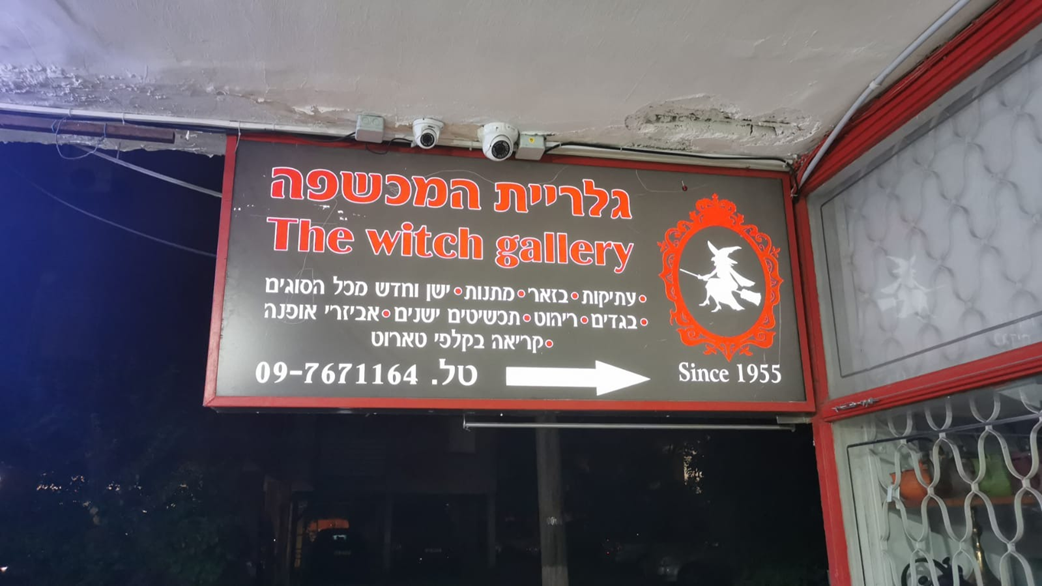 גלריית המכשפה
The witch gallery
• עתיקות • בזאר • מתנות • ישן וחדש מכל הסוגים
• בגדים • ריהוט • תכשיטים ישנים • אביזרי אופנה
• קריאה בקלפי טארוט
טל. 09-7671164
Since 1955